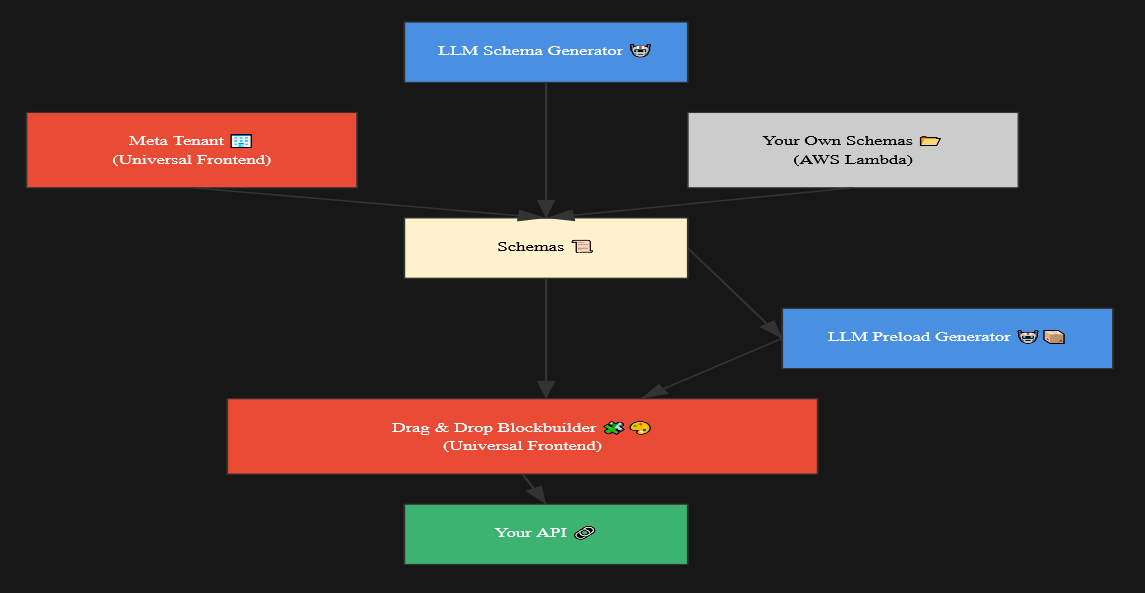 LLM Schema Generator 🤖
Meta Tenant 🏢
(Universal Frontend)
Your Own Schemas 📂
(AWS Lambda)
Schemas 📜
LLM Preload Generator 🤖📦
Drag & Drop Blockbuilder 🧩🎨
(Universal Frontend)
Your API 🔗